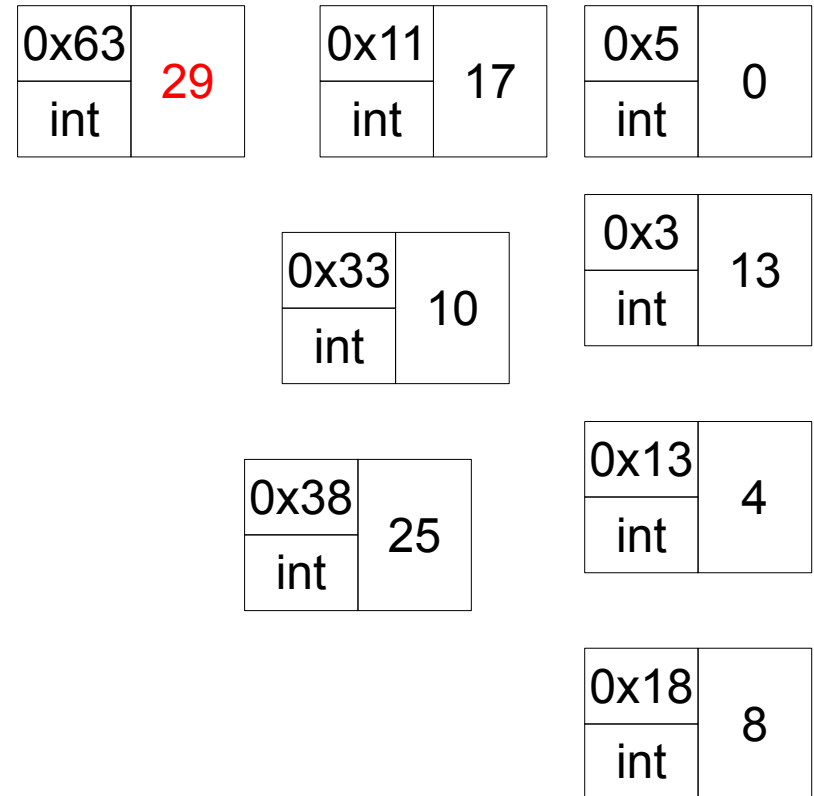 0x63
int
29
0x11
int
17
0x5
int
0
0x33
int
10
0x3
int
13
0x38
int
25
0x13
int
4
0x18
int
8